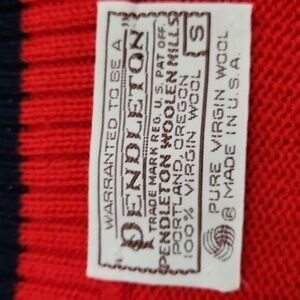 WARRANTED TO BE A
PENDLETON
TRADE MARK REG. U.S. PAT. OFF.
PENDLETON WOOLEN MILLS
PORTLAND, OREGON
100% VIRGIN WOOL
S
PURE VIRGIN WOOL
® MADE IN U.S.A.